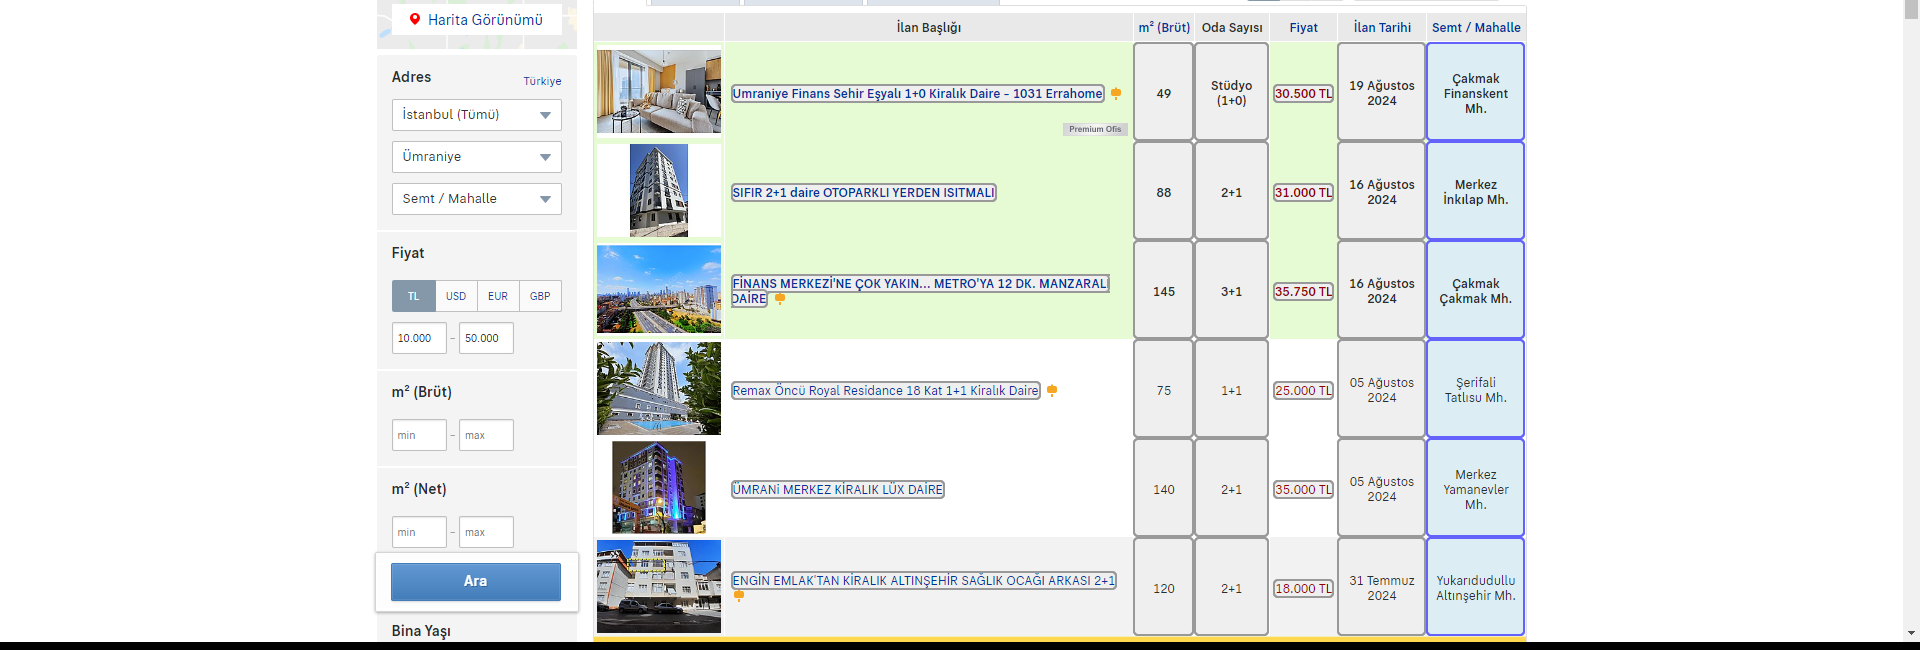 Harita Görünümü
Adres
Türkiye
İstanbul (Tümü)
Ümraniye
Semt / Mahalle
Fiyat
TL USD EUR GBP
10.000 - 50.000
m² (Brüt)
min - max
m² (Net)
min - max
Ara
Bina Yaşı
İlan Başlığı m² (Brüt) Oda Sayısı Fiyat İlan Tarihi Semt / Mahalle
Umraniye Finans Sehir Eşyalı 1+0 Kiralık Daire - 1031 Errahome
Premium Ofis
49
Stüdyo
(1+0)
30.500 TL
19 Ağustos
2024
Çakmak
Finanskent
Mh.
SIFIR 2+1 daire OTOPARKLI YERDEN ISITMALI
88
2+1
31.000 TL
16 Ağustos
2024
Merkez
İnkılap Mh.
FİNANS MERKEZİ'NE ÇOK YAKIN... METRO'YA 12 DK. MANZARALI
DAİRE
145
3+1
35.750 TL
16 Ağustos
2024
Çakmak
Çakmak Mh.
Remax Öncü Royal Residance 18 Kat 1+1 Kiralık Daire
75
1+1
25.000 TL
05 Ağustos
2024
Şerifali
Tatlısu Mh.
ÜMRANi MERKEZ KİRALIK LÜX DAİRE
140
2+1
35.000 TL
05 Ağustos
2024
Merkez
Yamanevler
Mh.
ENGİN EMLAK'TAN KİRALIK ALTINŞEHİR SAĞLIK OCAĞI ARKASI 2+1
120
2+1
18.000 TL
31 Temmuz
2024
Yukarıdudullu
Altınşehir Mh.